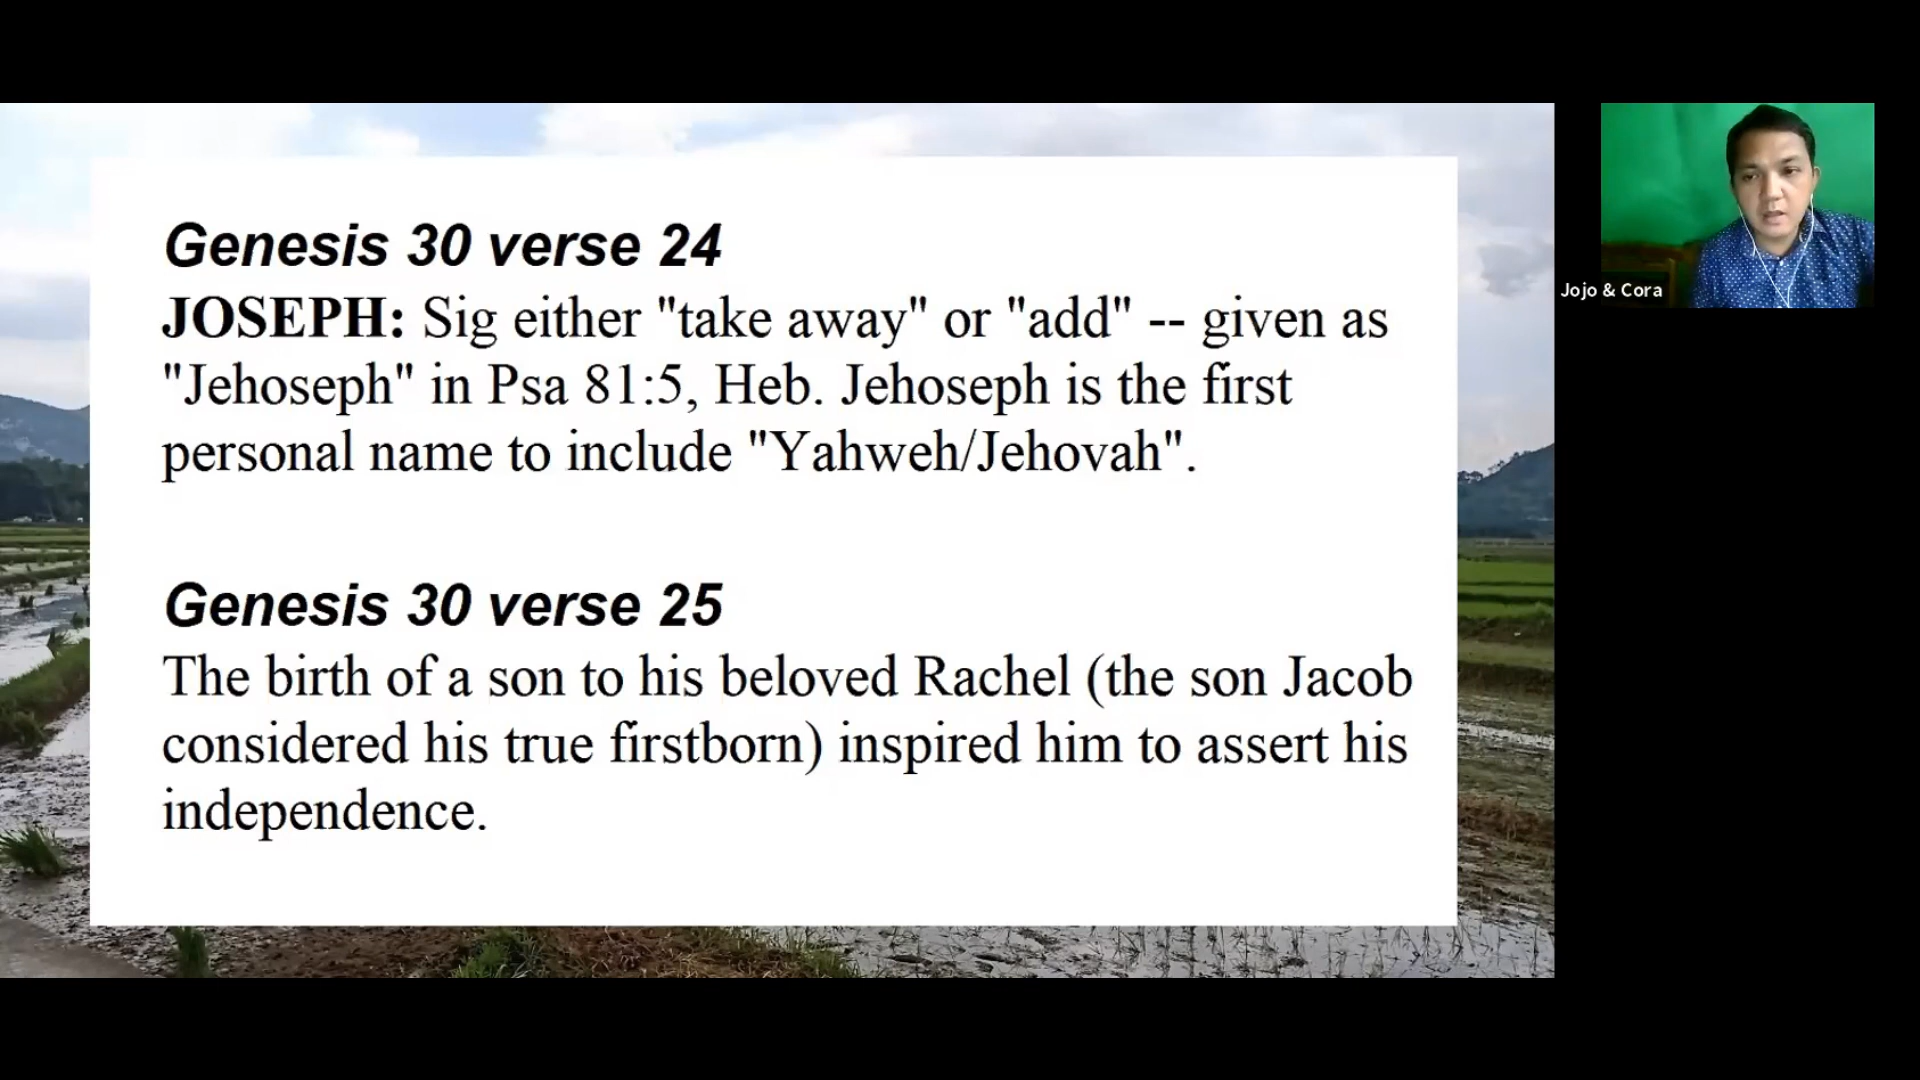 Genesis 30 verse 24
JOSEPH: Sig either "take away" or "add" -- given as
"Jehoseph" in Psa 81:5, Heb. Jehoseph is the first
personal name to include "Yahweh/Jehovah".
Genesis 30 verse 25
The birth of a son to his beloved Rachel (the son Jacob
considered his true firstborn) inspired him to assert his
independence.
Jojo & Cora